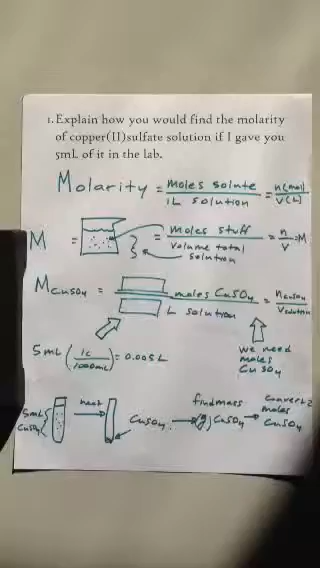 1. Explain how you would find the molarity
of copper(II)sulfate solution if I gave you
5mL of it in the lab.
Molarity = moles solute / 1L solution = n(mol) / V(L)
M = = moles stuff / volume total solution = n / V = M
M CuSO4 = moles CuSO4 / L solution = n CuSO4 / V solution
5mL ( 1L / 1000mL ) = 0.005L
we need
moles
CuSO4
5mL
CuSO4
heat
CuSO4
find mass
(g) CuSO4
convert 2
moles
CuSO4